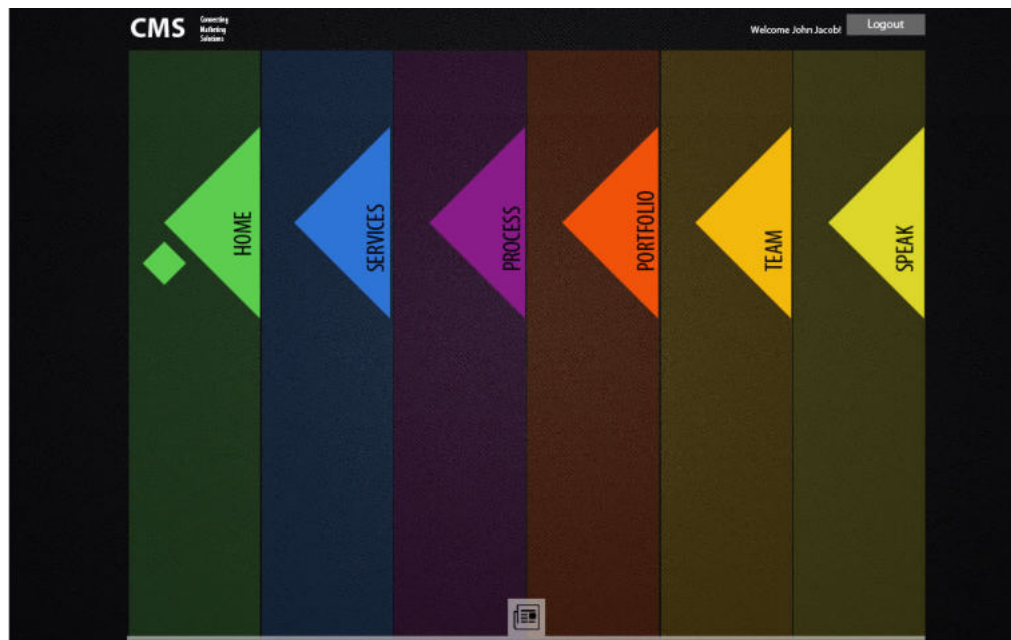 CMS
Connecting
Marketing
Solutions
Welcome John Jacob!
Logout
HOME
SERVICES
PROCESS
PORTFOLIO
TEAM
SPEAK